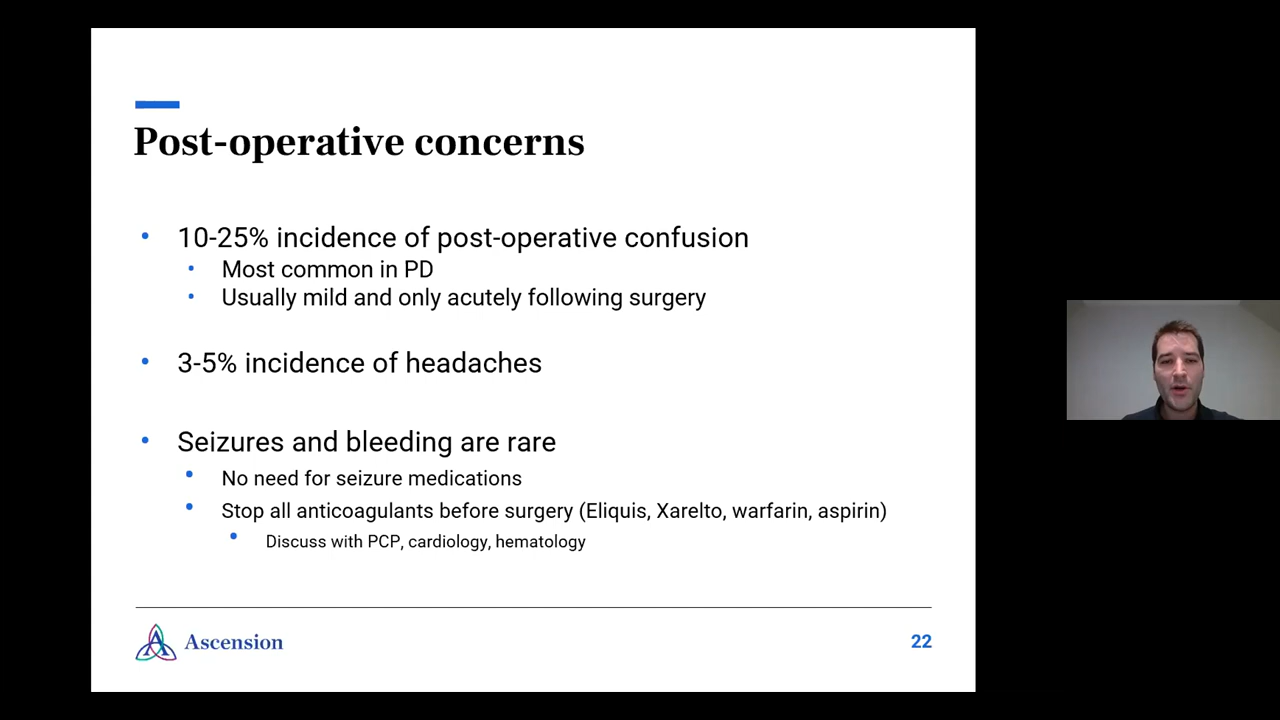 Post-operative concerns
• 10-25% incidence of post-operative confusion
• Most common in PD
• Usually mild and only acutely following surgery
• 3-5% incidence of headaches
• Seizures and bleeding are rare
• No need for seizure medications
• Stop all anticoagulants before surgery (Eliquis, Xarelto, warfarin, aspirin)
• Discuss with PCP, cardiology, hematology
Ascension
22